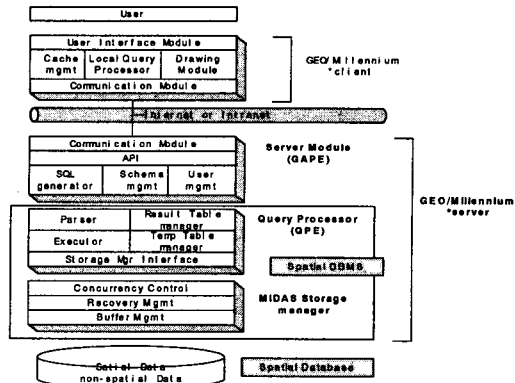 User
User Interface Module
Cache mgmt
Local Query Processor
Drawing Module
Communication Module
GEO/Millennium *client
Internet or Intranet
Communication Module
API
SQL generator
Schema mgmt
User mgmt
Server Module (GAPE)
GEO/Millennium *server
Parser
Result Table manager
Executor
Temp Table manager
Storage Mgr Interface
Query Processor (QPE)
Spatial DBMS
Concurrency Control
Recovery Mgmt
Buffer Mgmt
MIDAS Storage manager
Satial Data
non-spatial Data
Spatial Database